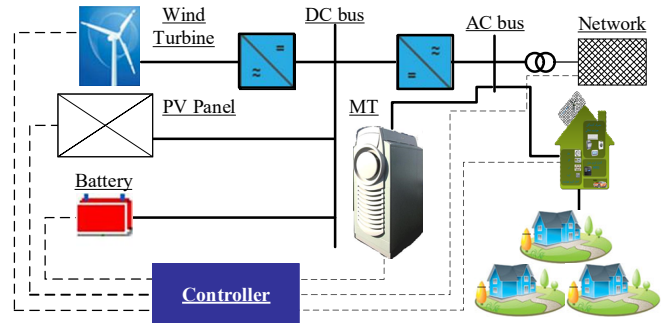 Wind
Turbine
DC bus
AC bus
Network
=
≈
≈
=
PV Panel
MT
Battery
Controller